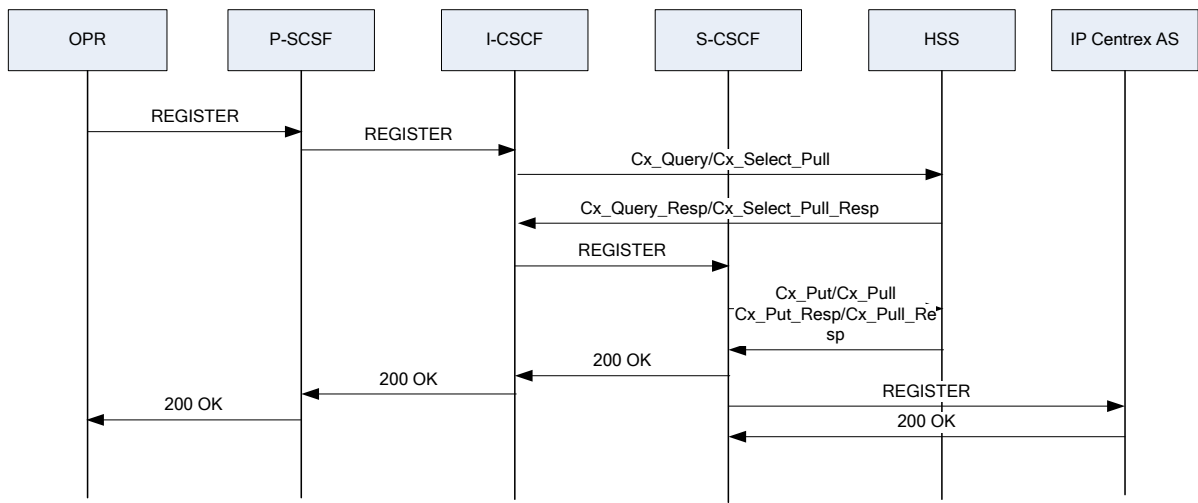 OPR
P-SCSF
I-CSCF
S-CSCF
HSS
IP Centrex AS
REGISTER
REGISTER
Cx_Query/Cx_Select_Pull
Cx_Query_Resp/Cx_Select_Pull_Resp
REGISTER
Cx_Put/Cx_Pull
Cx_Put_Resp/Cx_Pull_Re
sp
200 OK
200 OK
200 OK
REGISTER
200 OK